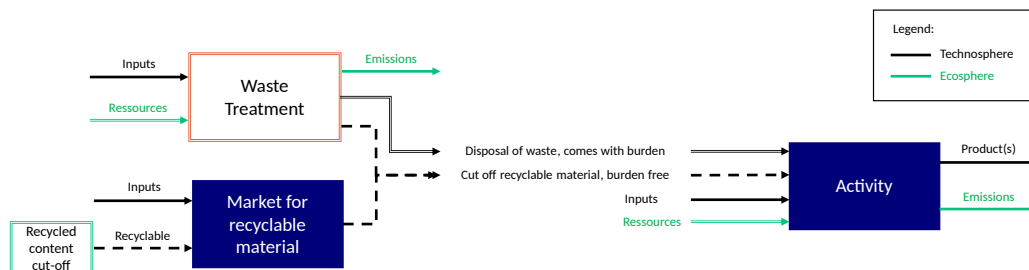 Legend:
Technosphere
Ecosphere
Inputs
Ressources
Waste
Treatment
Emissions
Disposal of waste, comes with burden
Cut off recyclable material, burden free
Inputs
Ressources
Activity
Product(s)
Emissions
Inputs
Recycled
content
cut-off
Recyclable
Market for
recyclable
material